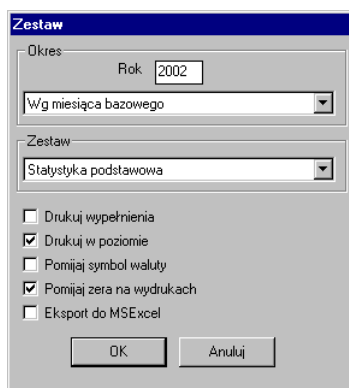 Zestaw
Okres
Rok 2002
Wg miesiąca bazowego
Zestaw
Statystyka podstawowa
Drukuj wypełnienia
Drukuj w poziomie
Pomijaj symbol waluty
Pomijaj zera na wydrukach
Eksport do MSExcel
OK Anuluj